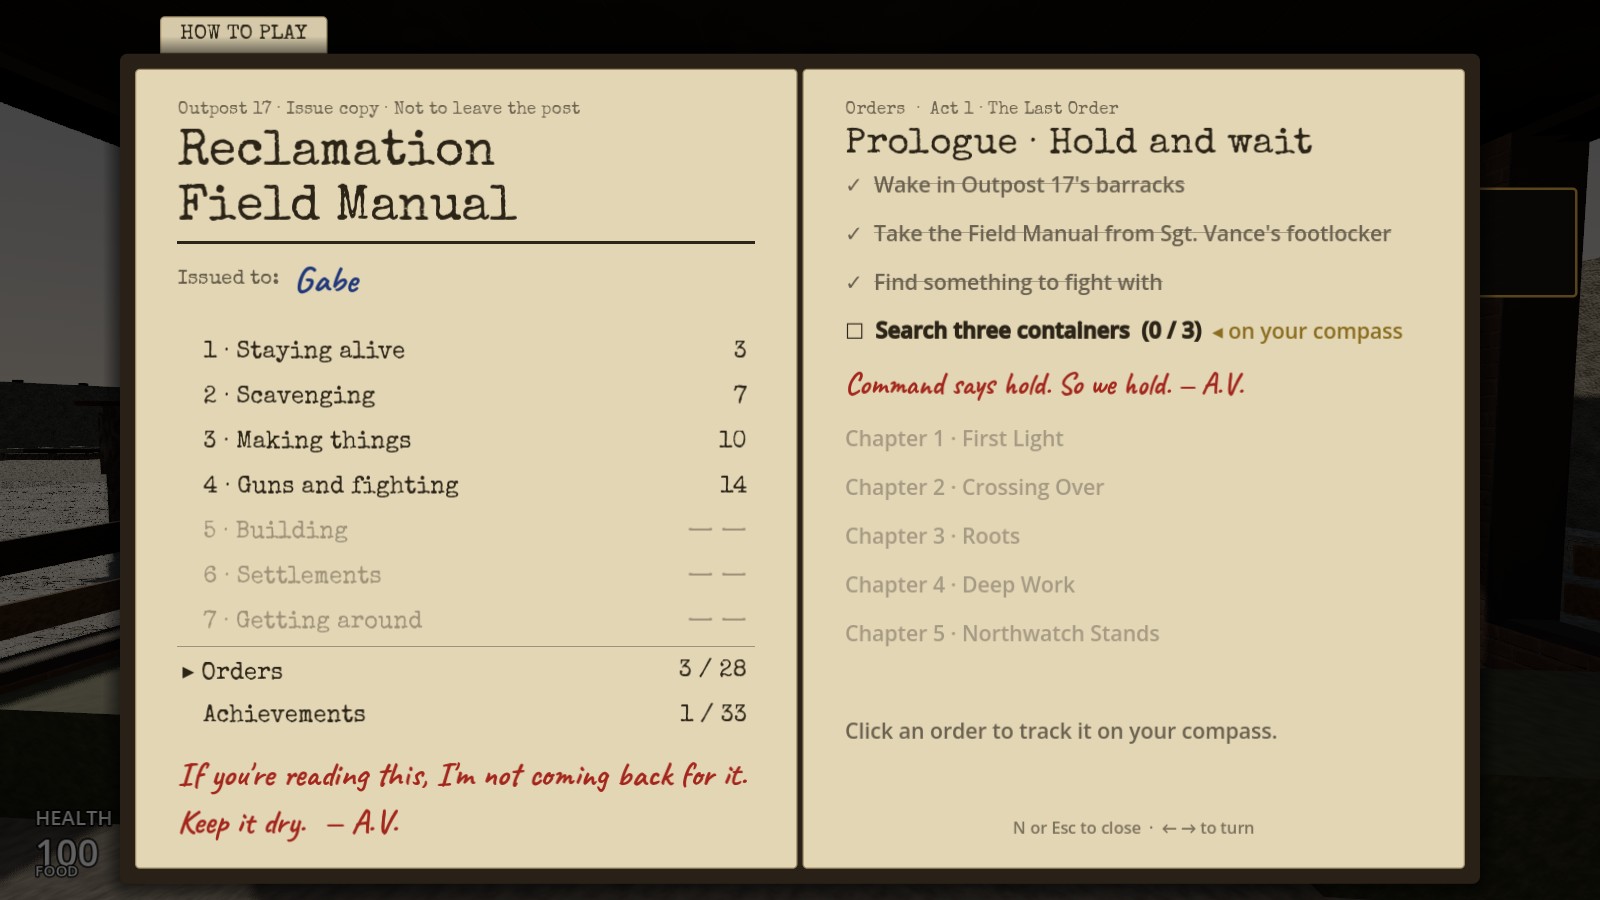 HOW TO PLAY
Outpost 17 · Issue copy · Not to leave the post
Reclamation
Field Manual
Issued to: Gabe
1 · Staying alive 3
2 · Scavenging 7
3 · Making things 10
4 · Guns and fighting 14
5 · Building — —
6 · Settlements — —
7 · Getting around — —
▸ Orders 3 / 28
Achievements 1 / 33
If you're reading this, I'm not coming back for it.
Keep it dry. — A.V.
Orders · Act 1 · The Last Order
Prologue · Hold and wait
✓ Wake in Outpost 17's barracks
✓ Take the Field Manual from Sgt. Vance's footlocker
✓ Find something to fight with
☐ Search three containers (0 / 3) ◂ on your compass
Command says hold. So we hold. — A.V.
Chapter 1 · First Light
Chapter 2 · Crossing Over
Chapter 3 · Roots
Chapter 4 · Deep Work
Chapter 5 · Northwatch Stands
Click an order to track it on your compass.
N or Esc to close · ← → to turn
HEALTH
100
FOOD